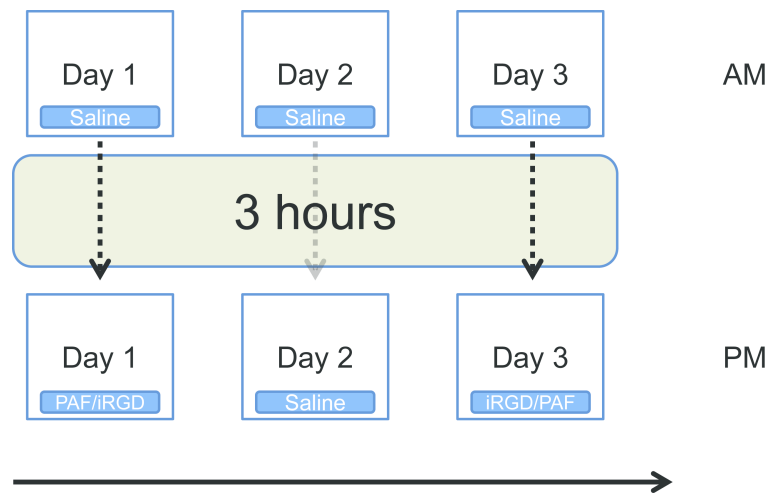 Day 1
Saline
Day 2
Saline
Day 3
Saline
AM
3 hours
Day 1
PAF/iRGD
Day 2
Saline
Day 3
iRGD/PAF
PM